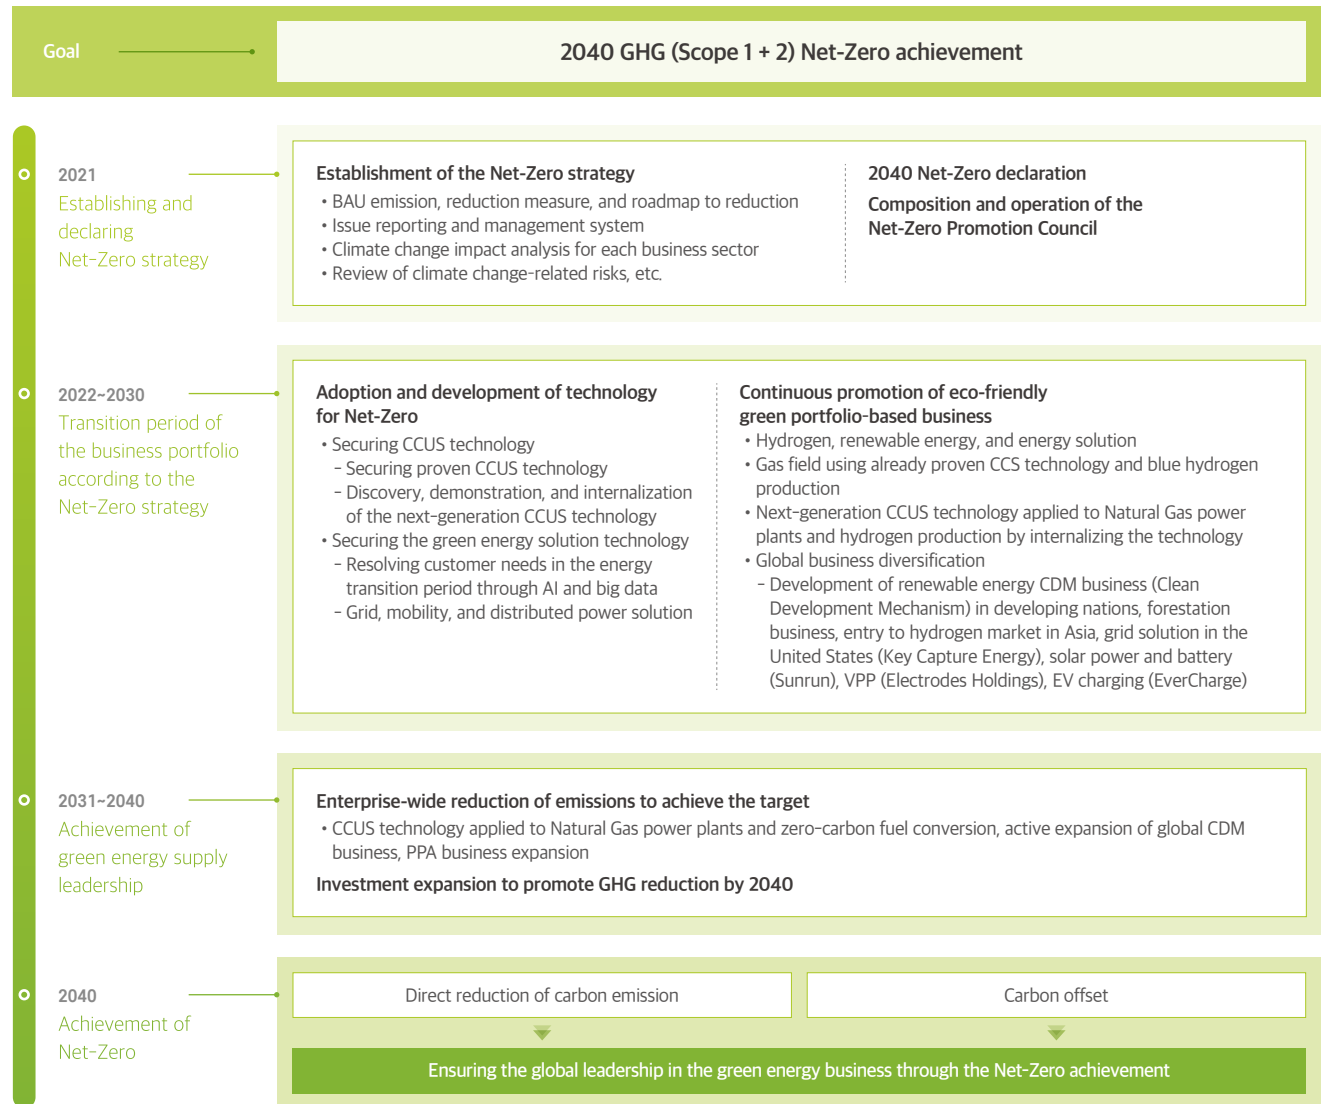 Goal
2040 GHG (Scope 1 + 2) Net-Zero achievement
2021
Establishing and
declaring
Net-Zero strategy
Establishment of the Net-Zero strategy
• BAU emission, reduction measure, and roadmap to reduction
• Issue reporting and management system
• Climate change impact analysis for each business sector
• Review of climate change-related risks, etc.
2040 Net-Zero declaration
Composition and operation of the
Net-Zero Promotion Council
2022~2030
Transition period of
the business portfolio
according to the
Net-Zero strategy
Adoption and development of technology
for Net-Zero
• Securing CCUS technology
- Securing proven CCUS technology
- Discovery, demonstration, and internalization
of the next-generation CCUS technology
• Securing the green energy solution technology
- Resolving customer needs in the energy
transition period through AI and big data
- Grid, mobility, and distributed power solution
Continuous promotion of eco-friendly
green portfolio-based business
• Hydrogen, renewable energy, and energy solution
• Gas field using already proven CCS technology and blue hydrogen
production
• Next-generation CCUS technology applied to Natural Gas power
plants and hydrogen production by internalizing the technology
• Global business diversification
- Development of renewable energy CDM business (Clean
Development Mechanism) in developing nations, forestation
business, entry to hydrogen market in Asia, grid solution in the
United States (Key Capture Energy), solar power and battery
(Sunrun), VPP (Electrodes Holdings), EV charging (EverCharge)
2031~2040
Achievement of
green energy supply
leadership
Enterprise-wide reduction of emissions to achieve the target
• CCUS technology applied to Natural Gas power plants and zero-carbon fuel conversion, active expansion of global CDM
business, PPA business expansion
Investment expansion to promote GHG reduction by 2040
2040
Achievement of
Net-Zero
Direct reduction of carbon emission
Carbon offset
Ensuring the global leadership in the green energy business through the Net-Zero achievement